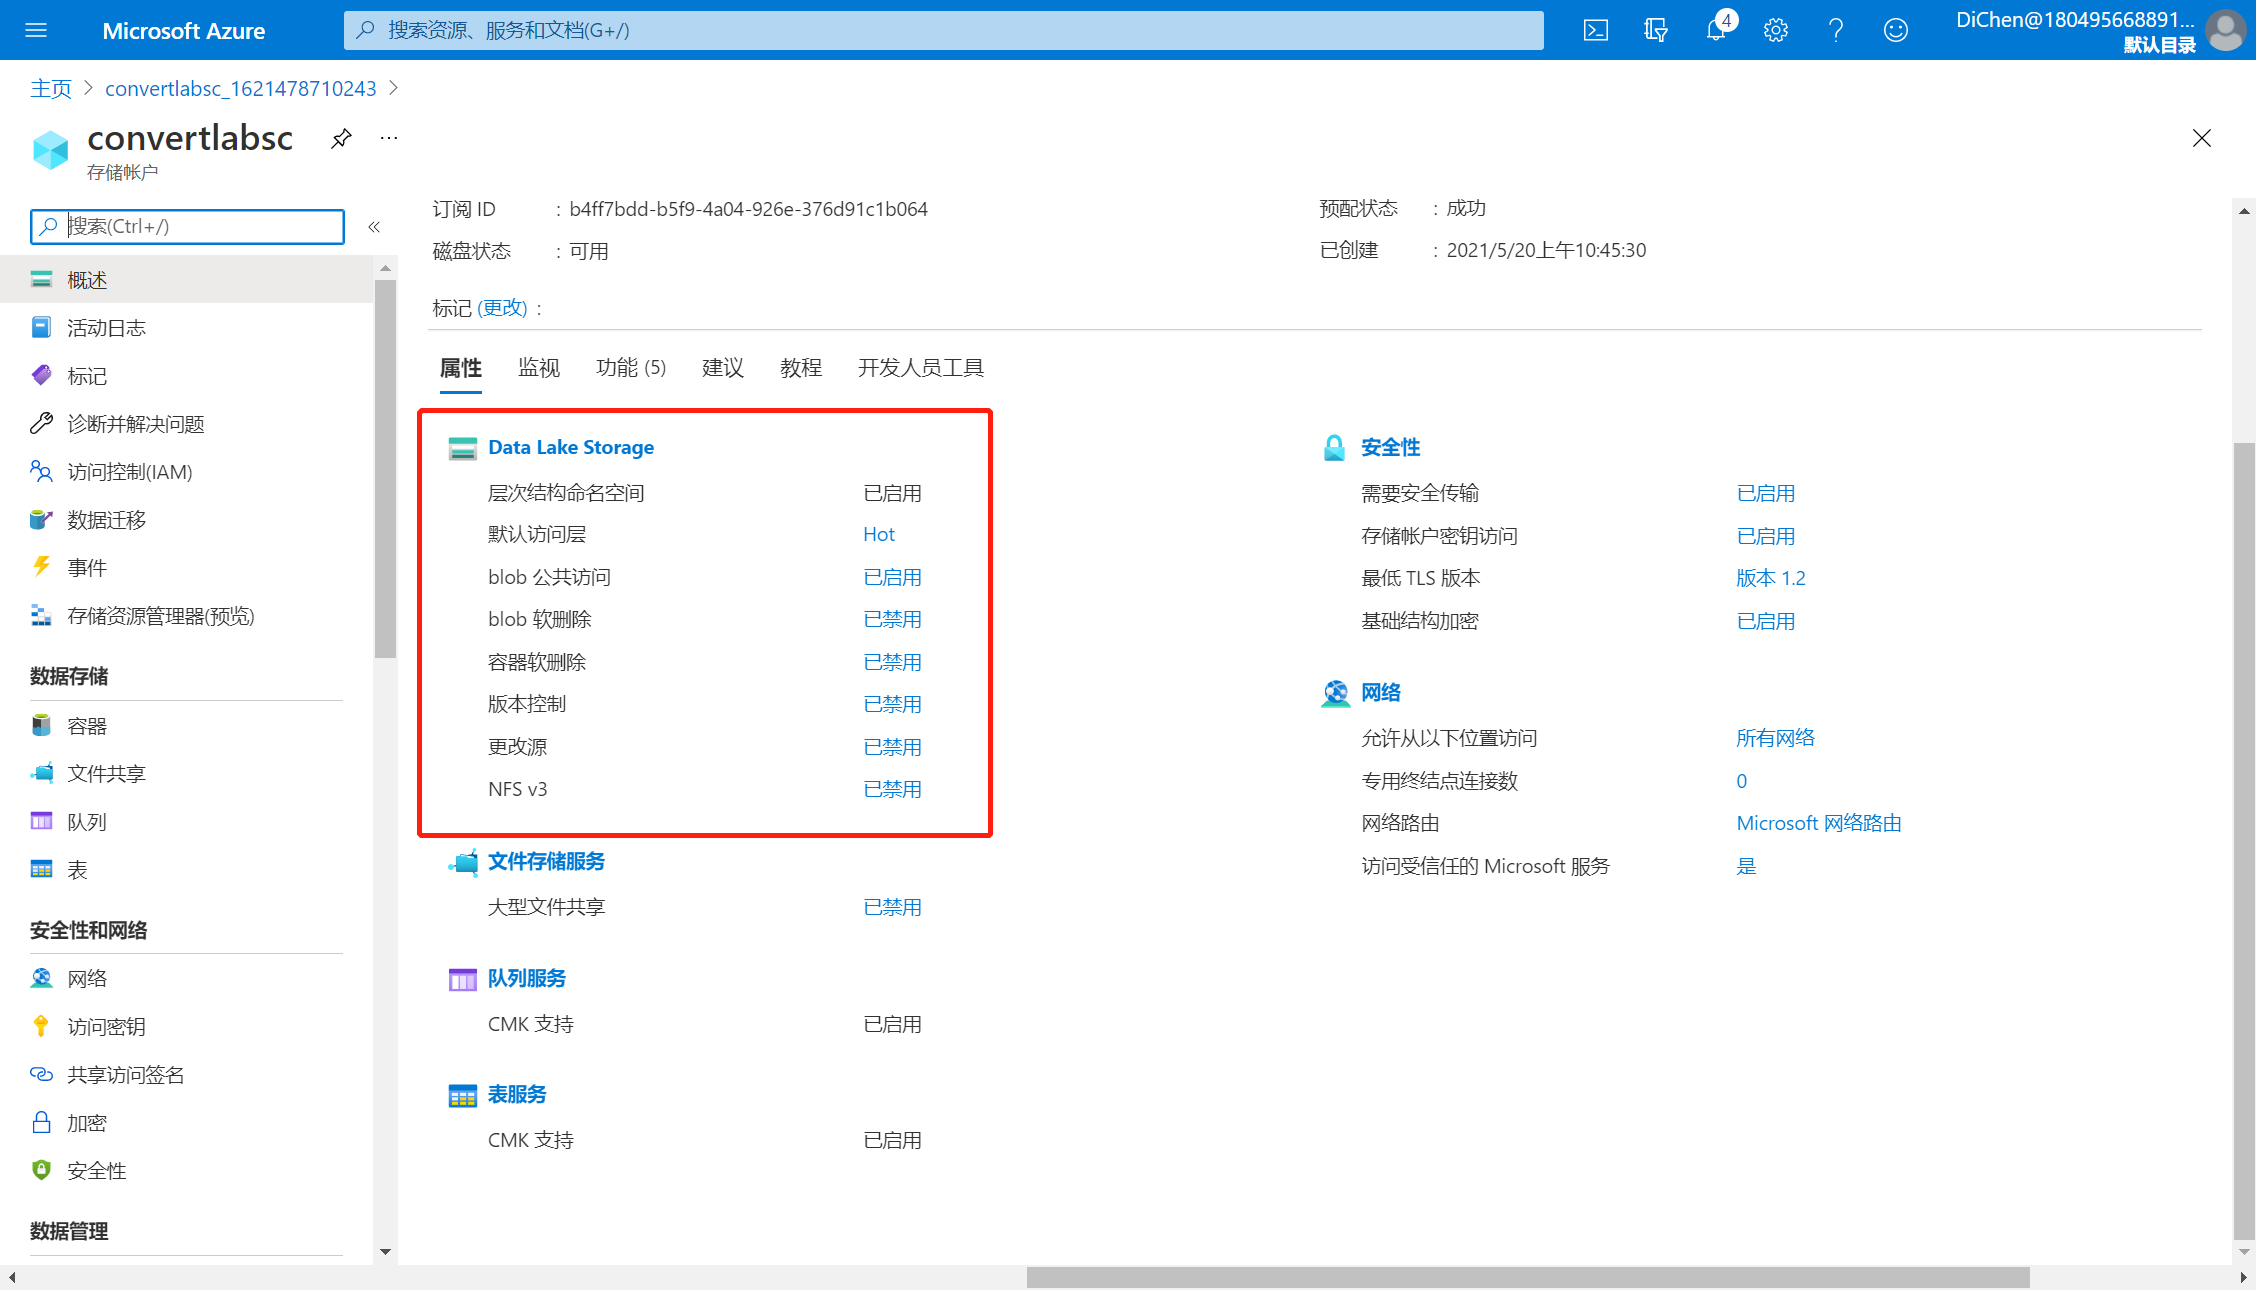 Microsoft Azure
搜索资源、服务和文档(G+/)
4
DiChen@180495668891...
默认目录
主页 > convertlabsc_1621478710243 >
convertlabsc
...
存储帐户
搜索(Ctrl+/)
«
概述
活动日志
标记
诊断并解决问题
访问控制(IAM)
数据迁移
事件
存储资源管理器(预览)
数据存储
容器
文件共享
队列
表
安全性和网络
网络
访问密钥
共享访问签名
加密
安全性
数据管理
订阅 ID : b4ff7bdd-b5f9-4a04-926e-376d91c1b064
磁盘状态 : 可用
预配状态 : 成功
已创建 : 2021/5/20上午10:45:30
标记 (更改) :
属性 监视 功能 (5) 建议 教程 开发人员工具
Data Lake Storage
层次结构命名空间 已启用
默认访问层 Hot
blob 公共访问 已启用
blob 软删除 已禁用
容器软删除 已禁用
版本控制 已禁用
更改源 已禁用
NFS v3 已禁用
文件存储服务
大型文件共享 已禁用
队列服务
CMK 支持 已启用
表服务
CMK 支持 已启用
安全性
需要安全传输 已启用
存储帐户密钥访问 已启用
最低 TLS 版本 版本 1.2
基础结构加密 已启用
网络
允许从以下位置访问 所有网络
专用终结点连接数 0
网络路由 Microsoft 网络路由
访问受信任的 Microsoft 服务 是